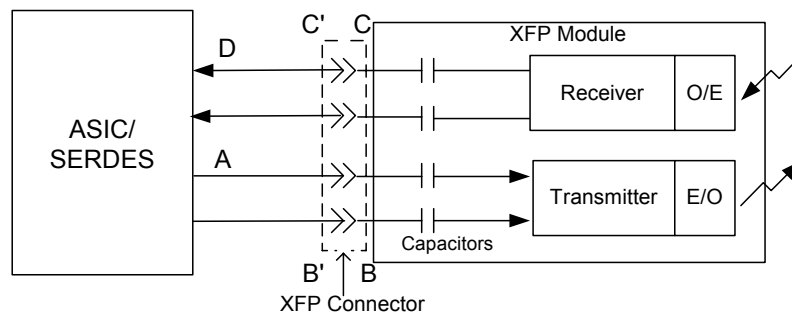 C' C
XFP Module
D
Receiver O/E
ASIC/
SERDES
A
Transmitter E/O
Capacitors
B' B
XFP Connector